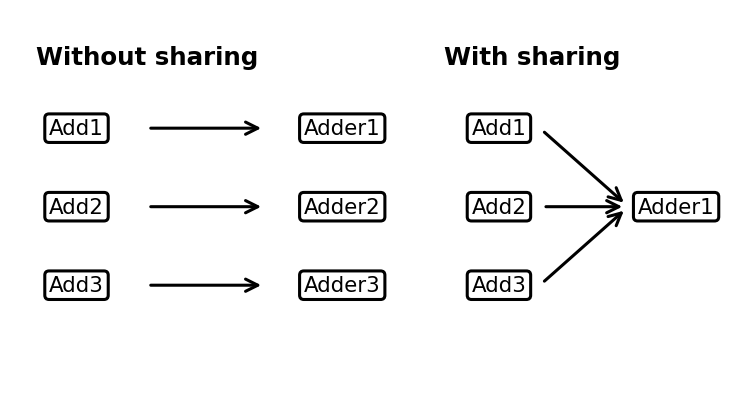 Without sharing
Add1
Adder1
Add2
Adder2
Add3
Adder3
With sharing
Add1
Add2
Adder1
Add3